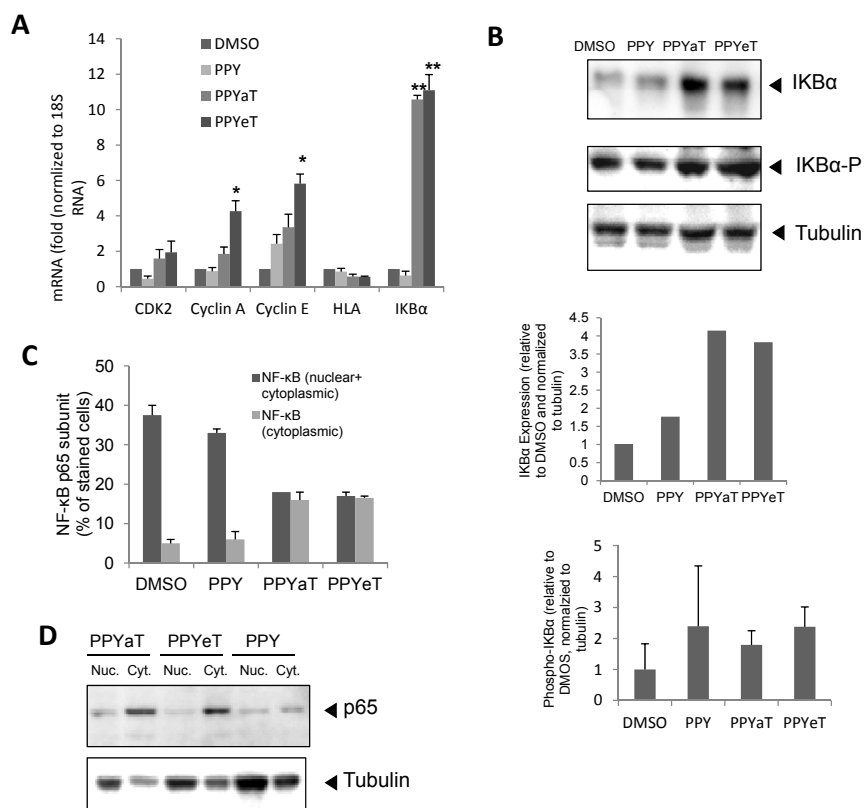 A
mRNA (fold (normlized to 18S
RNA)
14
12
10
8
6
4
2
0
DMSO
PPY
PPYaT
PPYeT
*
*
**
**
CDK2
Cyclin A
Cyclin E
HLA
IKBα
B
DMSO PPY PPYaT PPYeT
IKBα
IKBα-P
Tubulin
IKBα Expression (relative
to DMSO and normalized
to tubulin)
4.5
4
3.5
3
2.5
2
1.5
1
0.5
0
DMSO PPY PPYaT PPYeT
Phospho-IKBα (relative to
DMOS, normalzied to
tubulin)
5
4
3
2
1
0
DMSO PPY PPYaT PPYeT
C
NF-κB p65 subunit
(% of stained cells)
50
40
30
20
10
0
NF-κB (nuclear+
cytoplasmic)
NF-κB
(cytoplasmic)
DMSO PPY PPYaT PPYeT
D
PPYaT PPYeT PPY
Nuc. Cyt. Nuc. Cyt. Nuc. Cyt.
p65
Tubulin